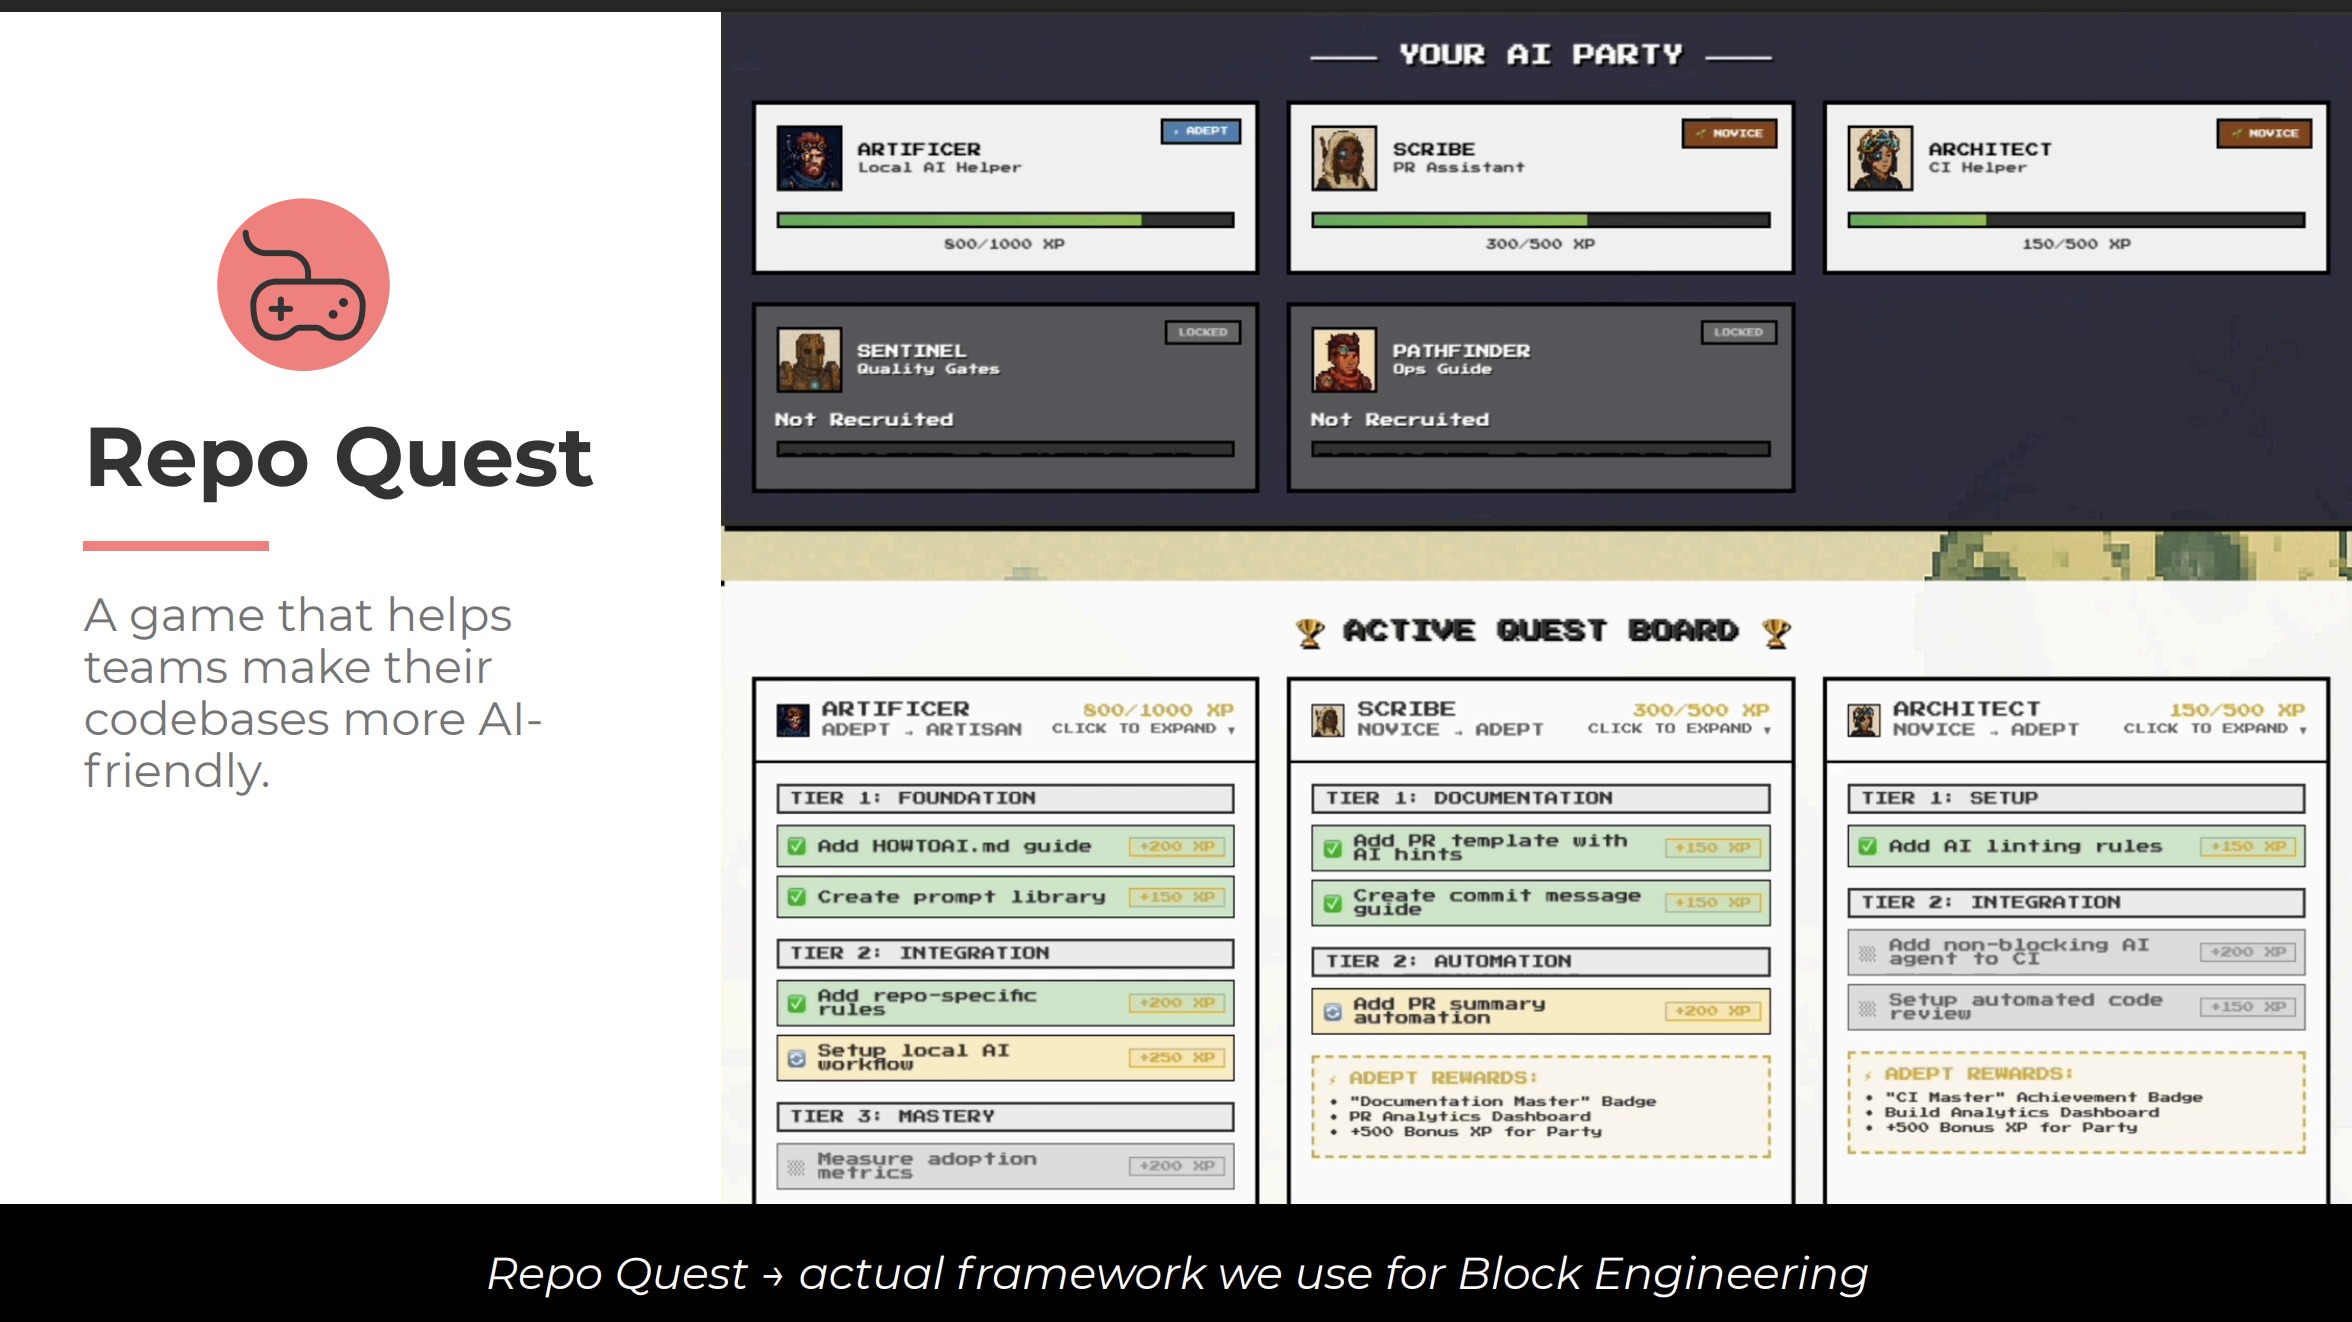 Repo Quest
A game that helps
teams make their
codebases more AI-
friendly.
YOUR AI PARTY
ARTIFICER
Local AI Helper
ADEPT
800/1000 XP
SCRIBE
PR Assistant
NOVICE
300/500 XP
ARCHITECT
CI Helper
NOVICE
150/500 XP
SENTINEL
Quality Gates
LOCKED
Not Recruited
PATHFINDER
Ops Guide
LOCKED
Not Recruited
🏆 ACTIVE QUEST BOARD 🏆
ARTIFICER 800/1000 XP
ADEPT → ARTISAN CLICK TO EXPAND ▼
TIER 1: FOUNDATION
✅ Add HOWTOAI.md guide +200 XP
✅ Create prompt library +150 XP
TIER 2: INTEGRATION
✅ Add repo-specific
rules +200 XP
Setup local AI
workflow +250 XP
TIER 3: MASTERY
Measure adoption
metrics +200 XP
SCRIBE 300/500 XP
NOVICE → ADEPT CLICK TO EXPAND ▼
TIER 1: DOCUMENTATION
✅ Add PR template with
AI hints +150 XP
✅ Create commit message
guide +150 XP
TIER 2: AUTOMATION
Add PR summary
automation +200 XP
⚡ ADEPT REWARDS:
• "Documentation Master" Badge
• PR Analytics Dashboard
• +500 Bonus XP for Party
ARCHITECT 150/500 XP
NOVICE → ADEPT CLICK TO EXPAND ▼
TIER 1: SETUP
✅ Add AI linting rules +150 XP
TIER 2: INTEGRATION
Add non-blocking AI
agent to CI +200 XP
Setup automated code
review +150 XP
⚡ ADEPT REWARDS:
• "CI Master" Achievement Badge
• Build Analytics Dashboard
• +500 Bonus XP for Party
Repo Quest → actual framework we use for Block Engineering